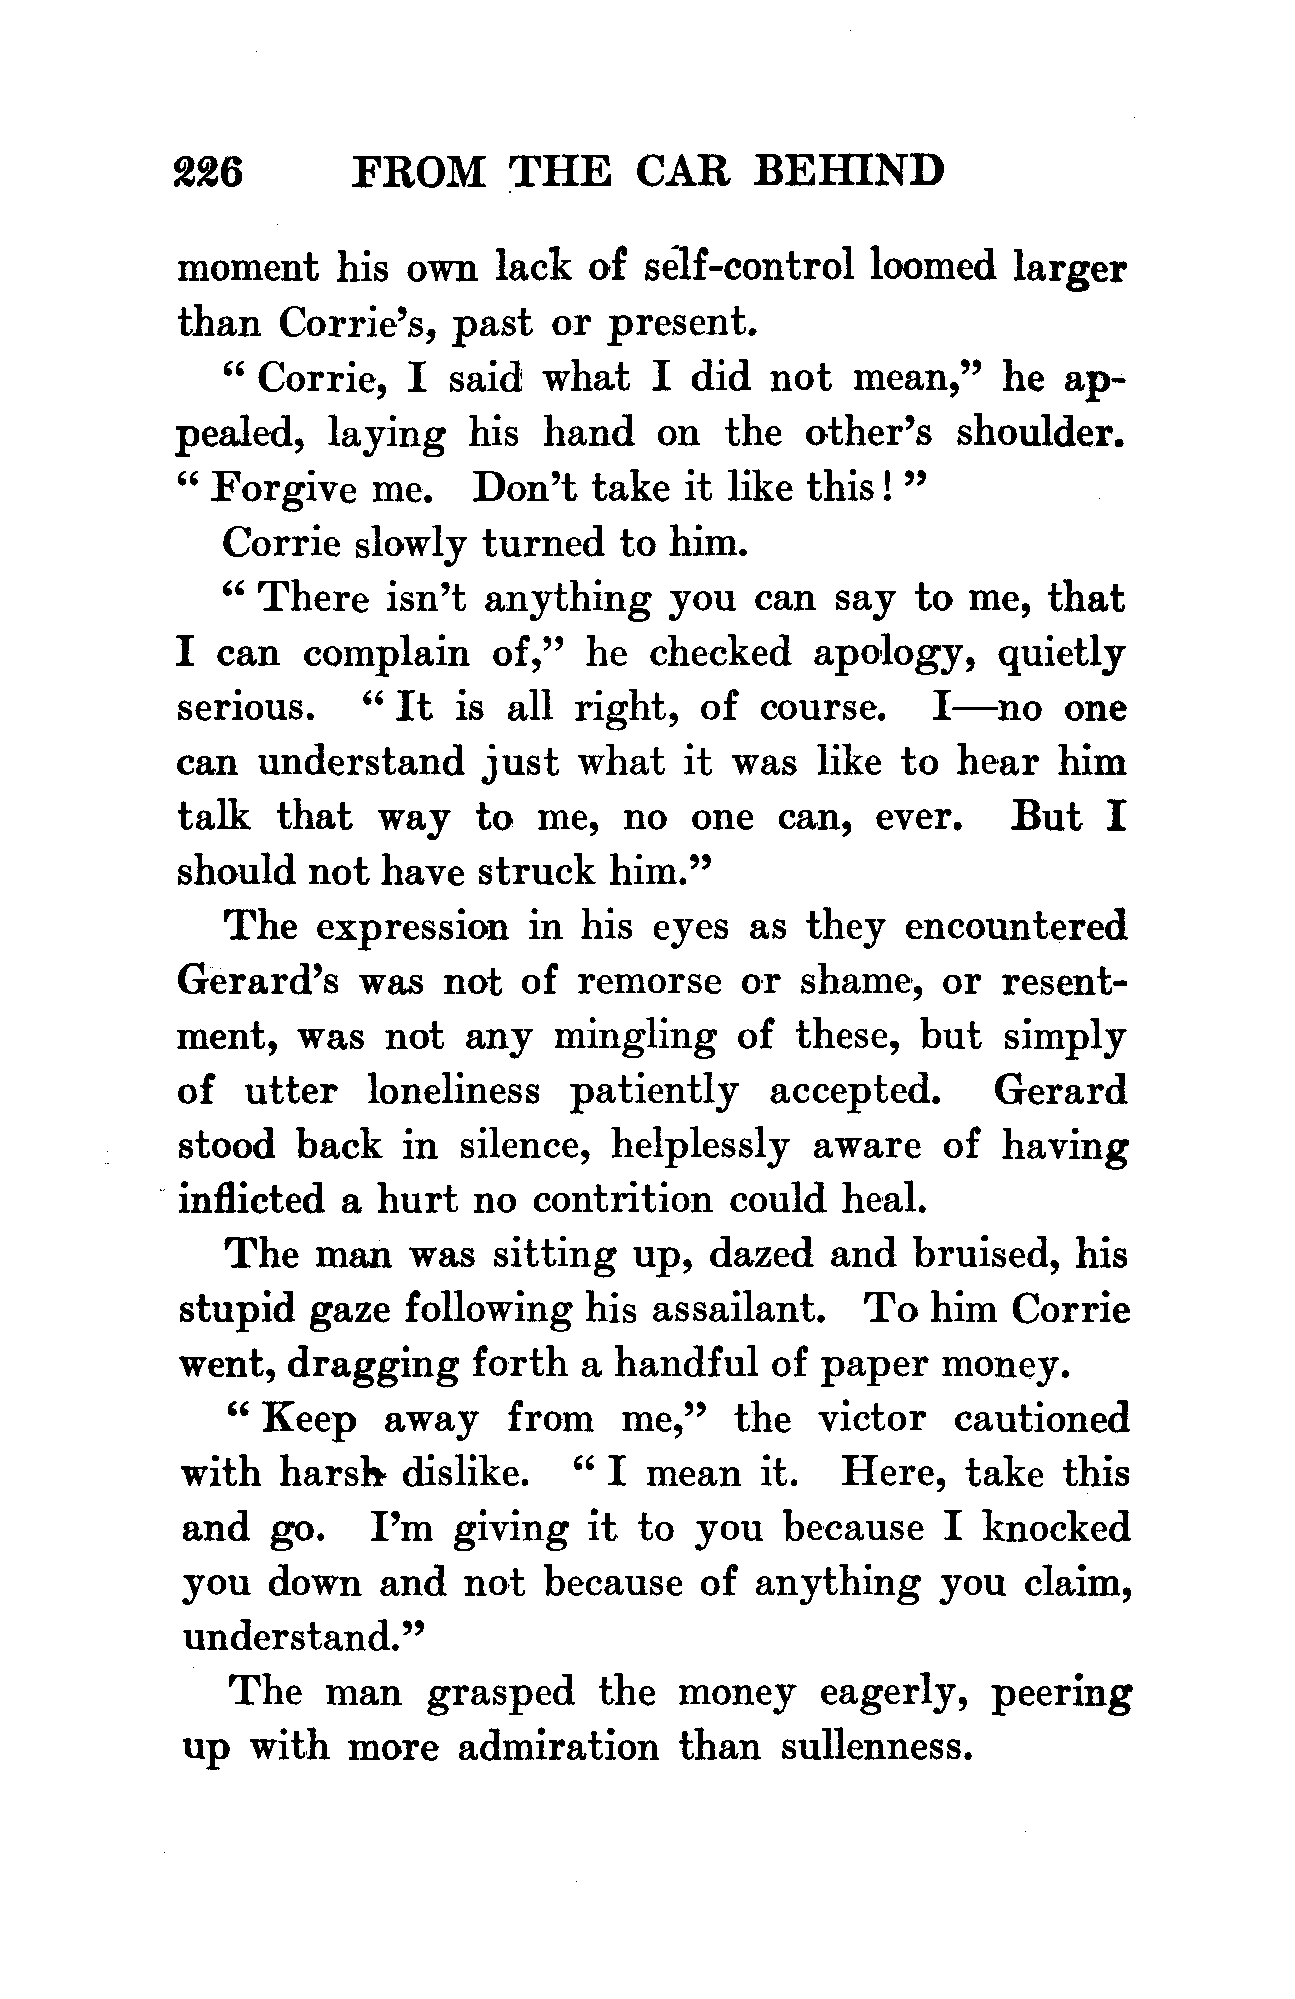 226 FROM THE CAR BEHIND
moment his own lack of self-control loomed larger
than Corrie's, past or present.
" Corrie, I said what I did not mean," he ap-
pealed, laying his hand on the other's shoulder.
" Forgive me. Don't take it like this! "
Corrie slowly turned to him.
" There isn't anything you can say to me, that
I can complain of," he checked apology, quietly
serious. " It is all right, of course. I—no one
can understand just what it was like to hear him
talk that way to me, no one can, ever. But I
should not have struck him."
The expression in his eyes as they encountered
Gerard's was not of remorse or shame, or resent-
ment, was not any mingling of these, but simply
of utter loneliness patiently accepted. Gerard
stood back in silence, helplessly aware of having
inflicted a hurt no contrition could heal.
The man was sitting up, dazed and bruised, his
stupid gaze following his assailant. To him Corrie
went, dragging forth a handful of paper money.
" Keep away from me," the victor cautioned
with harsh dislike. " I mean it. Here, take this
and go. I'm giving it to you because I knocked
you down and not because of anything you claim,
understand."
The man grasped the money eagerly, peering
up with more admiration than sullenness.